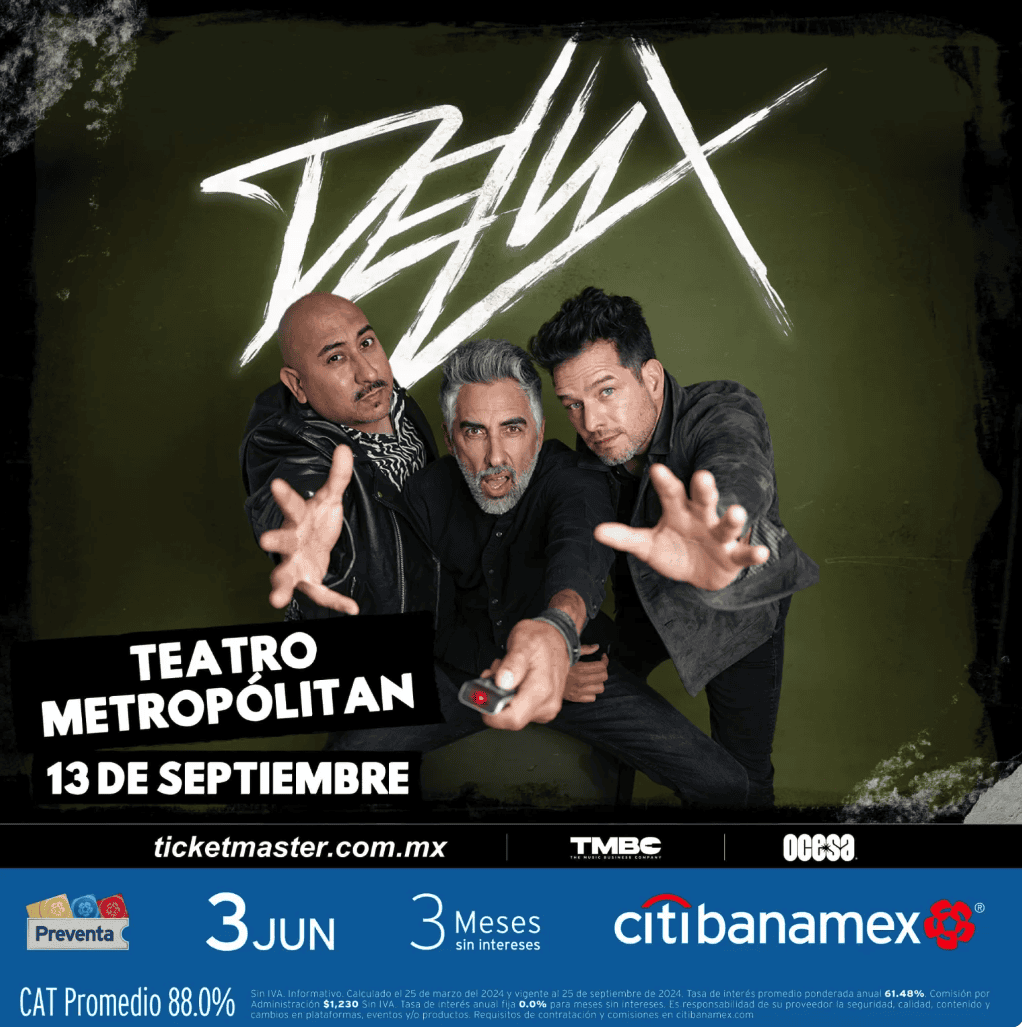 DELUX
TEATRO
METROPÓLITAN
13 DE SEPTIEMBRE
ticketmaster.com.mx
TMBC
THE MUSIC BUSINESS COMPANY
OCESA
Preventa
3 JUN
3 Meses
sin intereses
citibanamex®
CAT Promedio 88.0%
Sin IVA. Informativo. Calculado el 25 de marzo del 2024 y vigente al 25 de septiembre de 2024. Tasa de interés promedio ponderada anual 61.48%. Comisión por
Administración $1,230 Sin IVA. Tasa de interés anual fija 0.0% para meses sin intereses. Es responsabilidad de su proveedor la seguridad, calidad, contenido y
cambios en plataformas, eventos y/o productos. Requisitos de contratación y comisiones en citibanamex.com